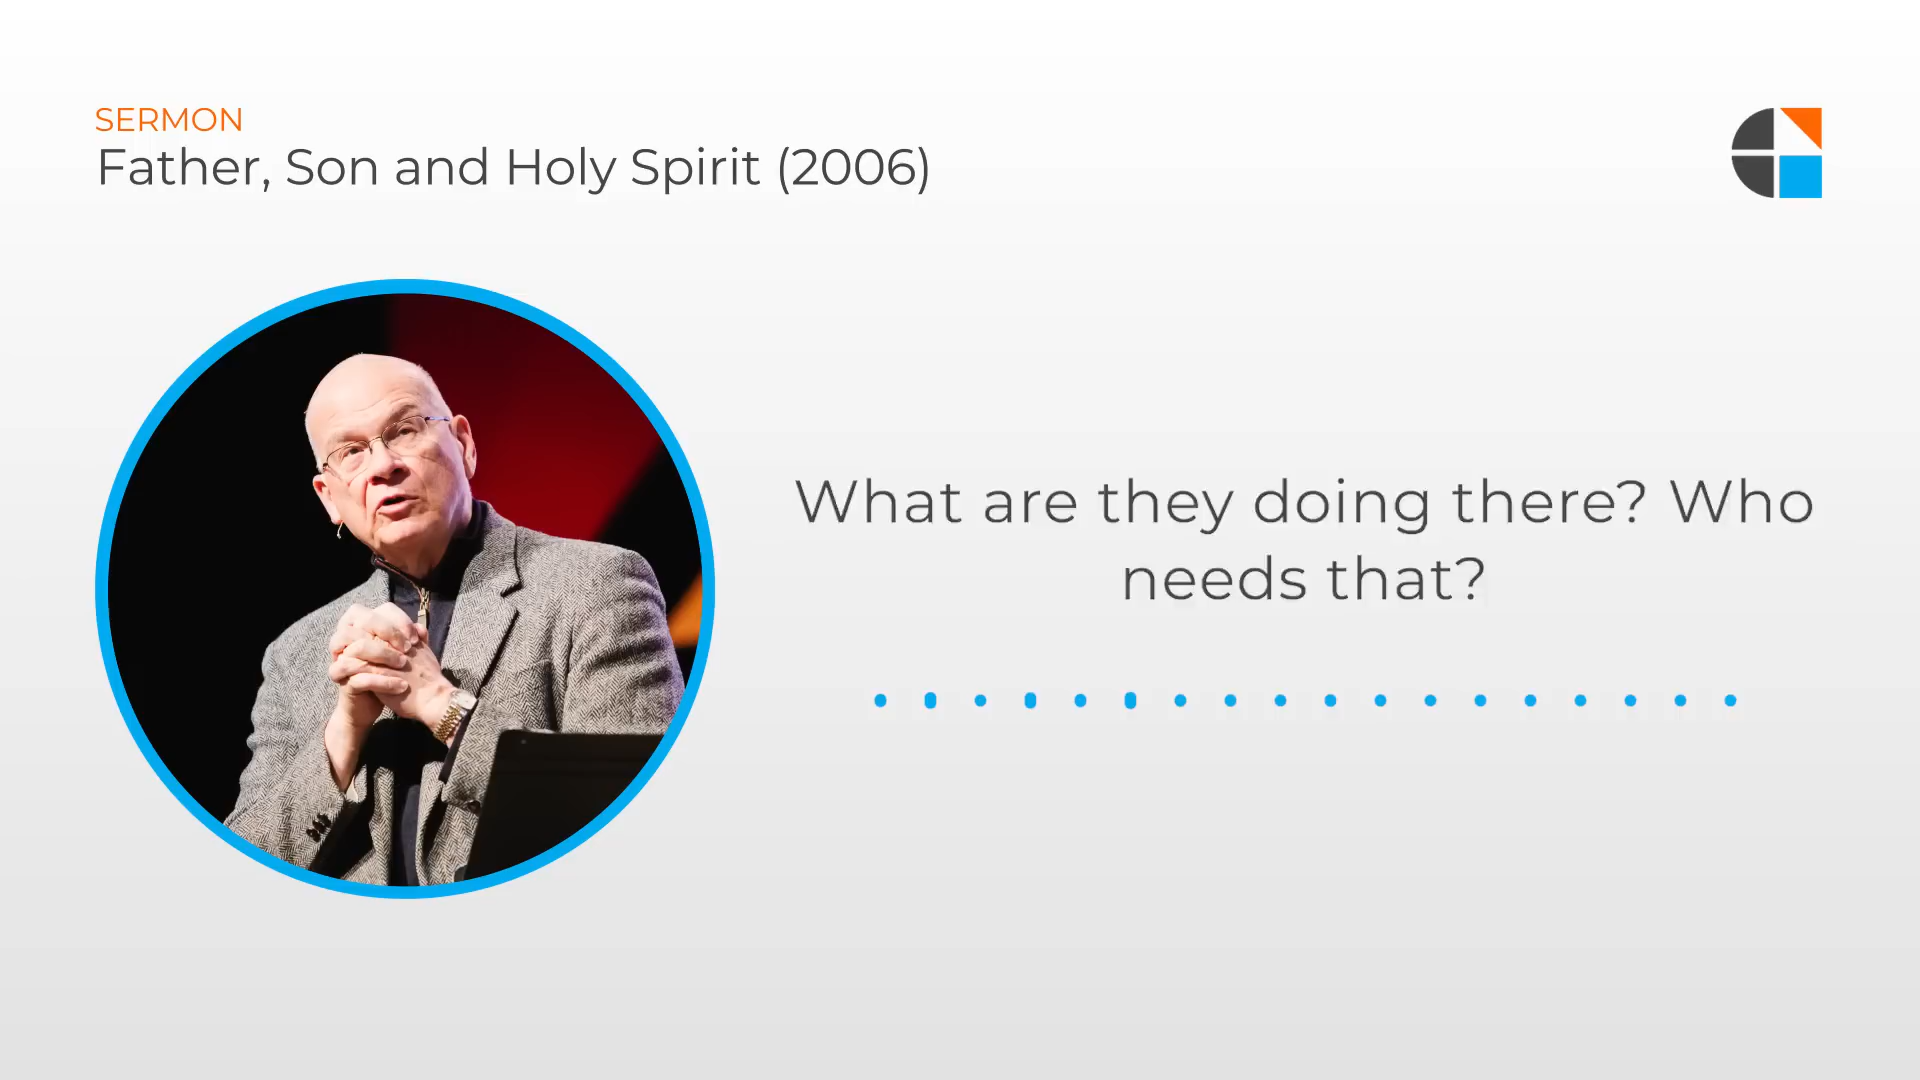 SERMON
Father, Son and Holy Spirit (2006)
What are they doing there? Who
needs that?